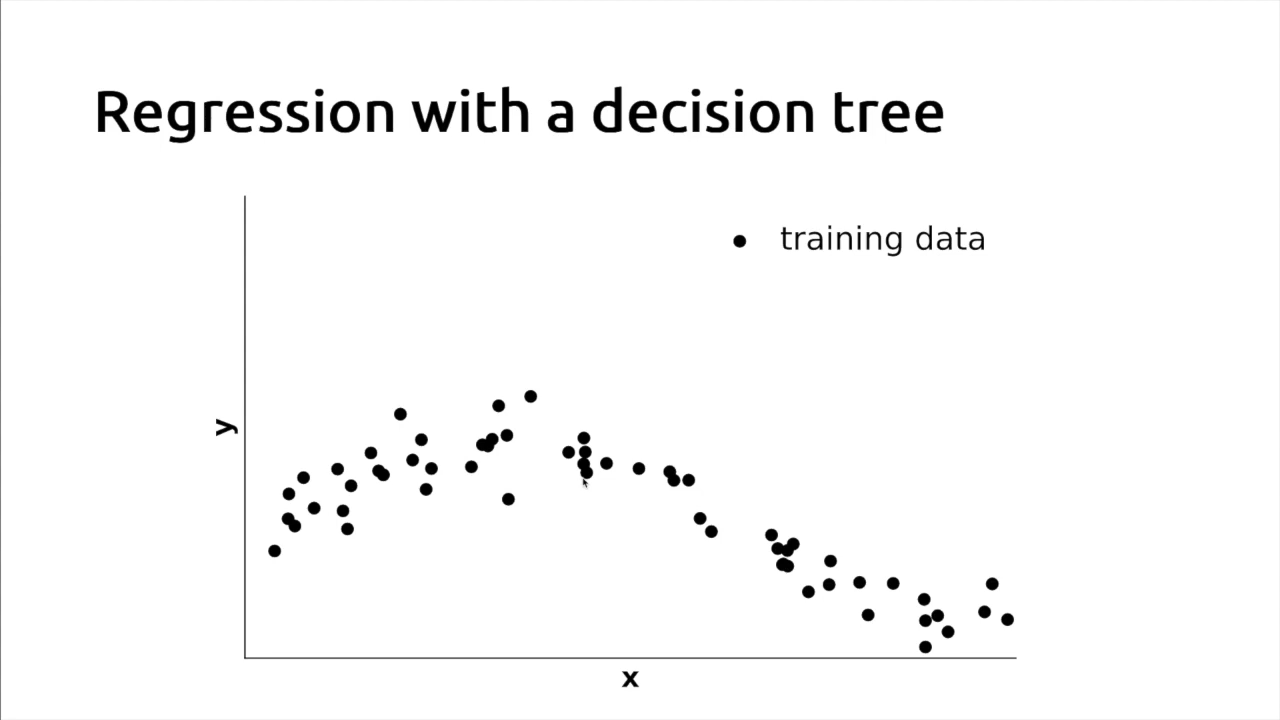 Regression with a decision tree
training data
y
x